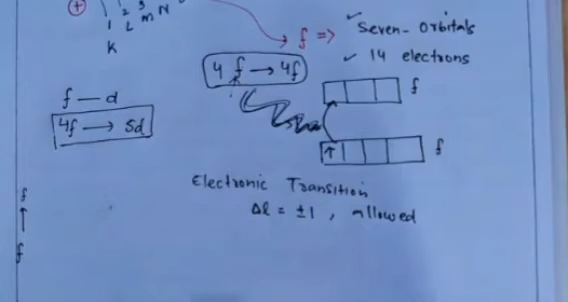 + 1 2 3 N
L M
K
f => Seven-Orbitals
14 electrons
4f → 4f
f
f — d
4f → 5d
↑ f
Electronic Transition
Δl = ±1, allowed
f → f